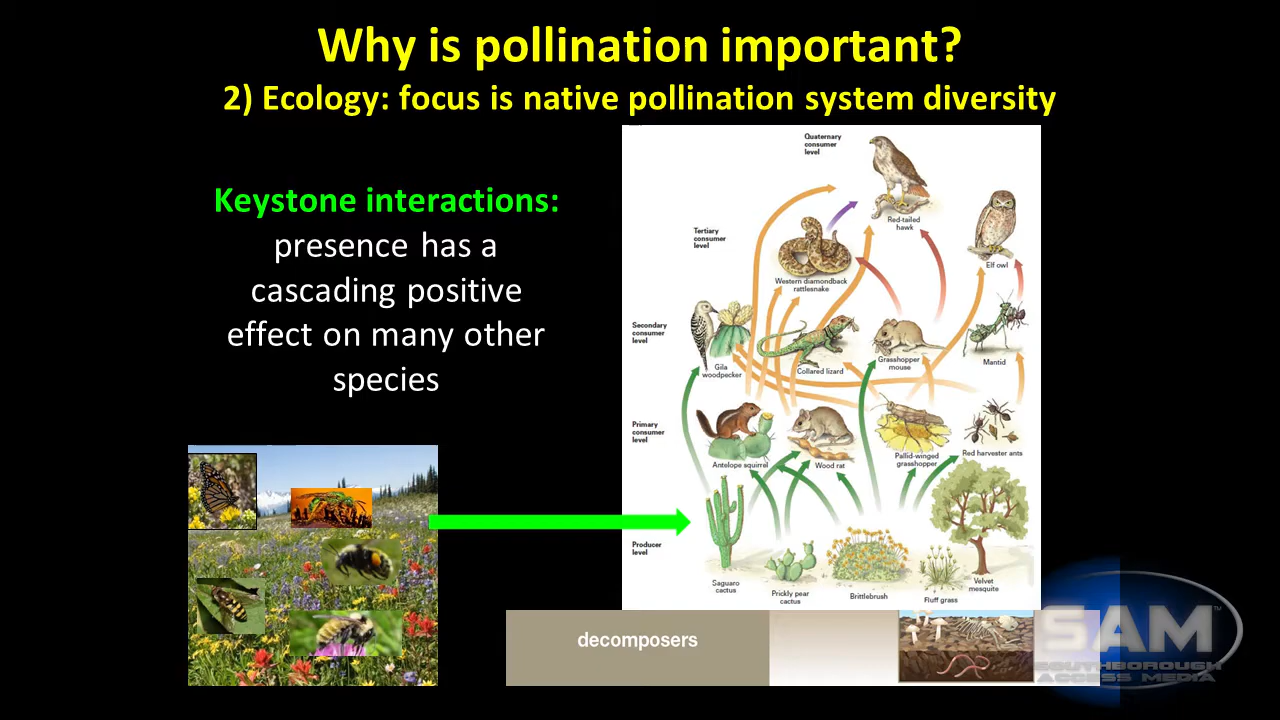 Why is pollination important?
2) Ecology: focus is native pollination system diversity
Keystone interactions:
presence has a
cascading positive
effect on many other
species
Quaternary
consumer
level
Red-tailed
hawk
Tertiary
consumer
level
Elf owl
Western diamondback
rattlesnake
Secondary
consumer
level
Gila
woodpecker
Collared lizard
Grasshopper
mouse
Mantid
Primary
consumer
level
Antelope squirrel
Wood rat
Pallid-winged
grasshopper
Red harvester ants
Producer
level
Saguaro
cactus
Prickly pear
cactus
Brittlebrush
Fluff grass
Velvet
mesquite
decomposers
SAM™
SOUTHBOROUGH
ACCESS MEDIA